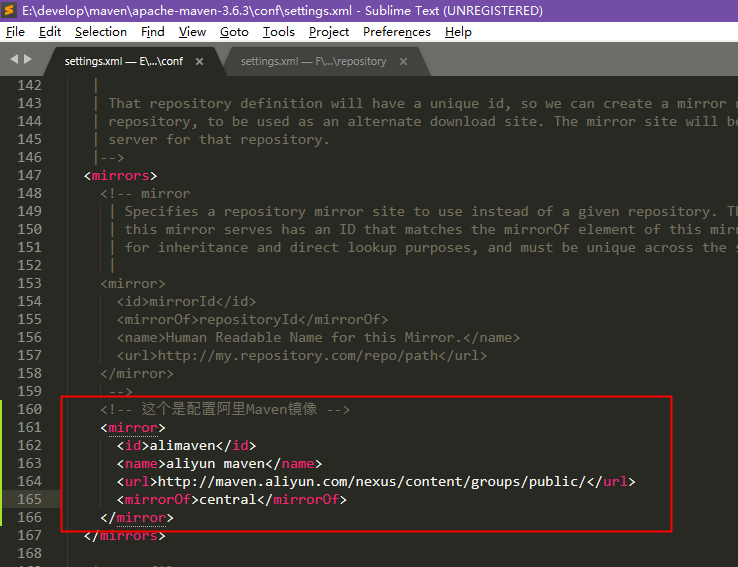 E:\develop\maven\apache-maven-3.6.3\conf\settings.xml - Sublime Text (UNREGISTERED)
File Edit Selection Find View Goto Tools Project Preferences Help
settings.xml — E\...\conf × settings.xml — F\...\repository ×
142 |
143 | That repository definition will have a unique id, so we can create a mirror
144 | repository, to be used as an alternate download site. The mirror site will
145 | server for that repository.
146 |-->
147 <mirrors>
148 <!-- mirror
149 | Specifies a repository mirror site to use instead of a given repository.
150 | this mirror serves has an ID that matches the mirrorOf element of this
151 | for inheritance and direct lookup purposes, and must be unique across the
152 |
153 <mirror>
154 <id>mirrorId</id>
155 <mirrorOf>repositoryId</mirrorOf>
156 <name>Human Readable Name for this Mirror.</name>
157 <url>http://my.repository.com/repo/path</url>
158 </mirror>
159 -->
160 <!-- 这个是配置阿里Maven镜像 -->
161 <mirror>
162 <id>alimaven</id>
163 <name>aliyun maven</name>
164 <url>http://maven.aliyun.com/nexus/content/groups/public/</url>
165 <mirrorOf>central</mirrorOf>
166 </mirror>
167 </mirrors>
168